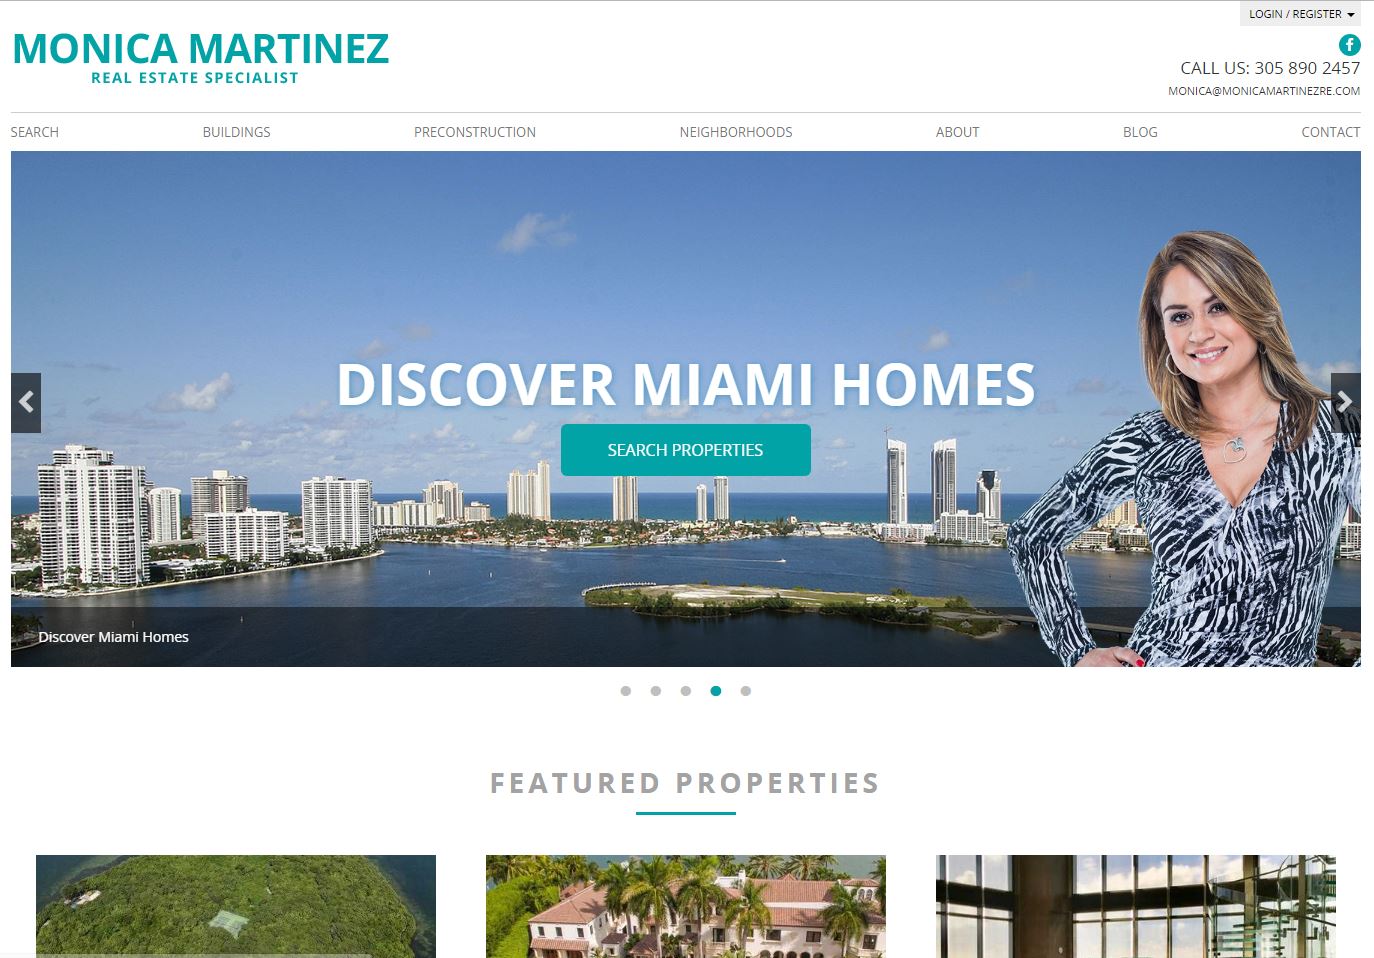 LOGIN / REGISTER
MONICA MARTINEZ
REAL ESTATE SPECIALIST
CALL US: 305 890 2457
MONICA@MONICAMARTINEZRE.COM
SEARCH BUILDINGS PRECONSTRUCTION NEIGHBORHOODS ABOUT BLOG CONTACT
DISCOVER MIAMI HOMES
SEARCH PROPERTIES
Discover Miami Homes
FEATURED PROPERTIES